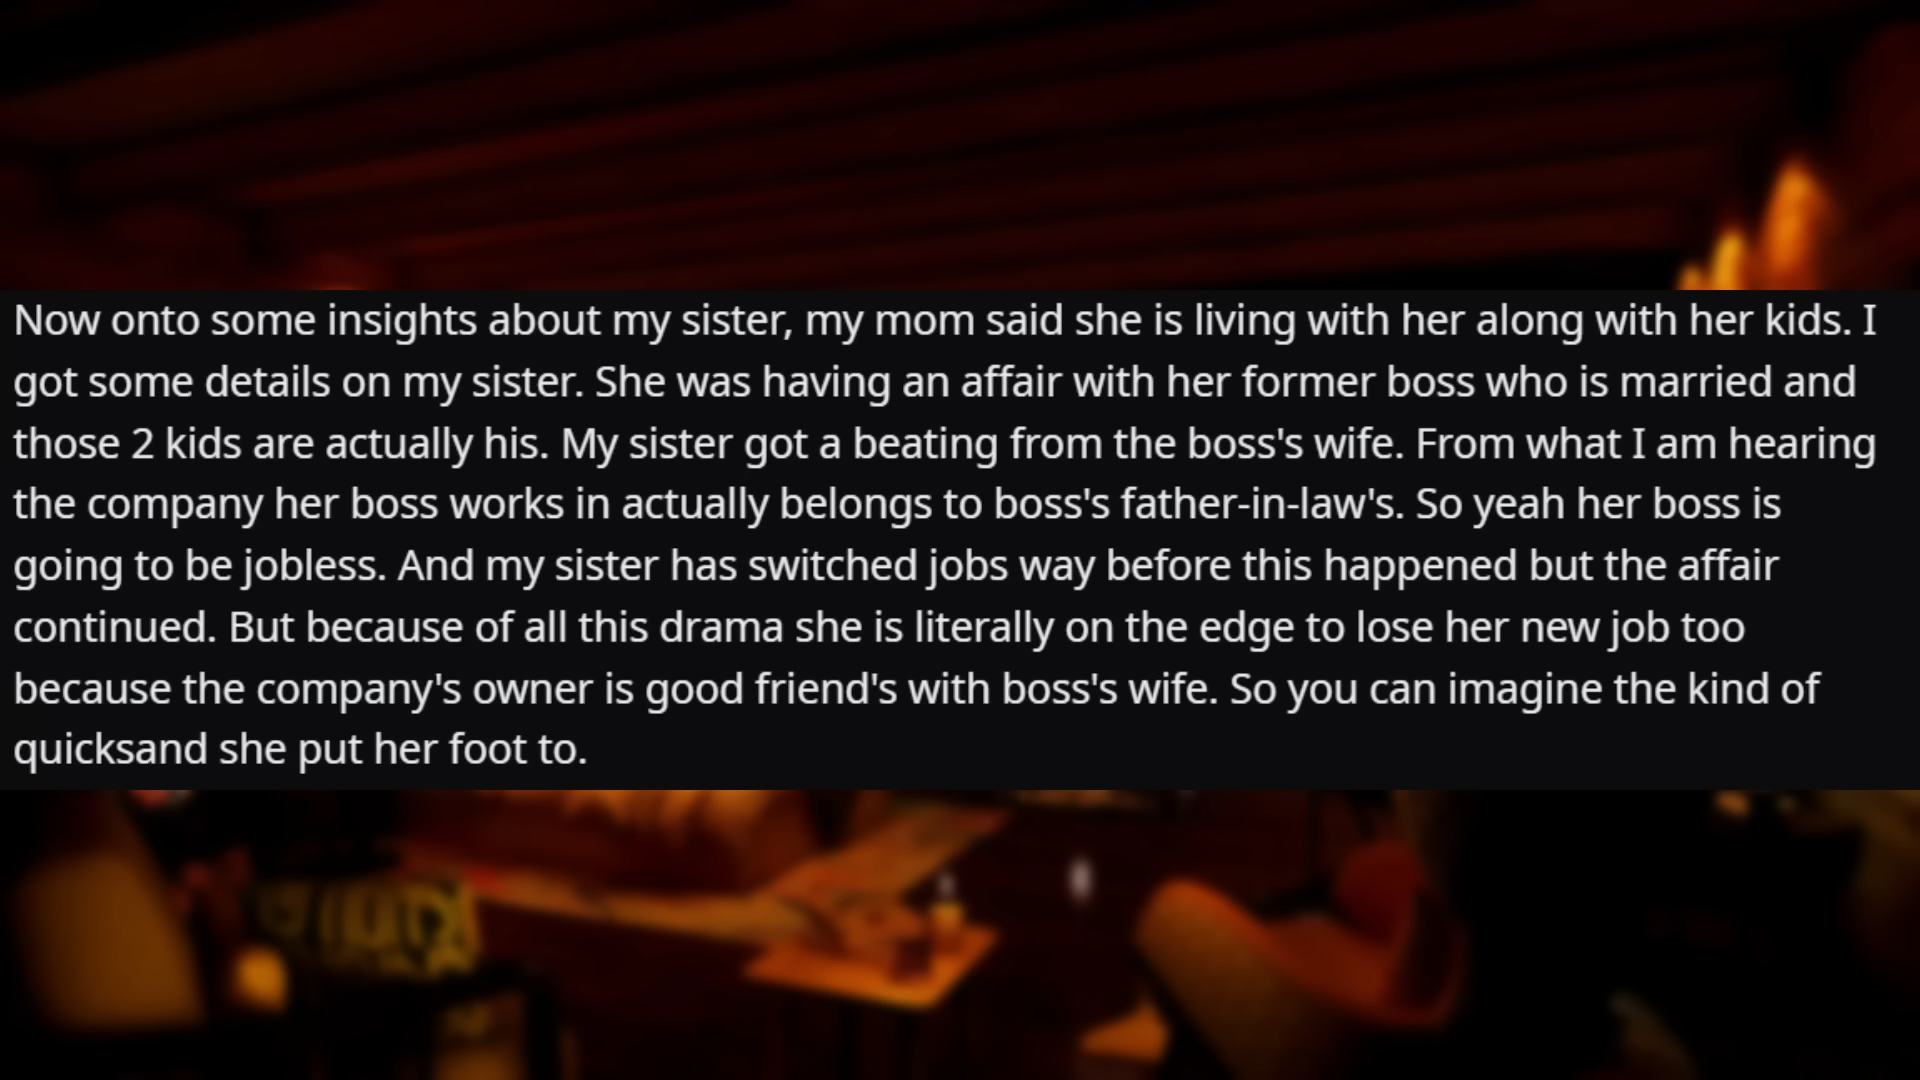 Now onto some insights about my sister, my mom said she is living with her along with her kids. I
got some details on my sister. She was having an affair with her former boss who is married and
those 2 kids are actually his. My sister got a beating from the boss's wife. From what I am hearing
the company her boss works in actually belongs to boss's father-in-law's. So yeah her boss is
going to be jobless. And my sister has switched jobs way before this happened but the affair
continued. But because of all this drama she is literally on the edge to lose her new job too
because the company's owner is good friend's with boss's wife. So you can imagine the kind of
quicksand she put her foot to.